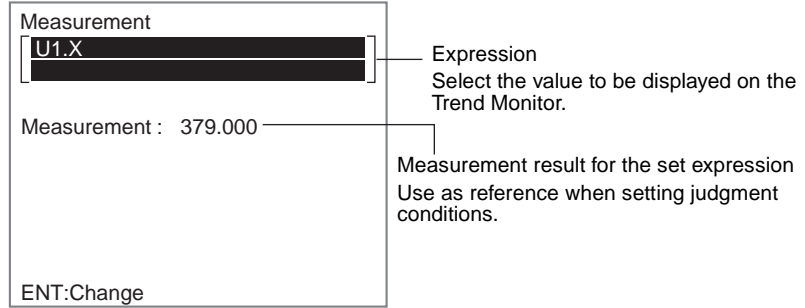 Measurement
U1.X
Expression
Select the value to be displayed on the
Trend Monitor.
Measurement : 379.000
Measurement result for the set expression
Use as reference when setting judgment
conditions.
ENT:Change